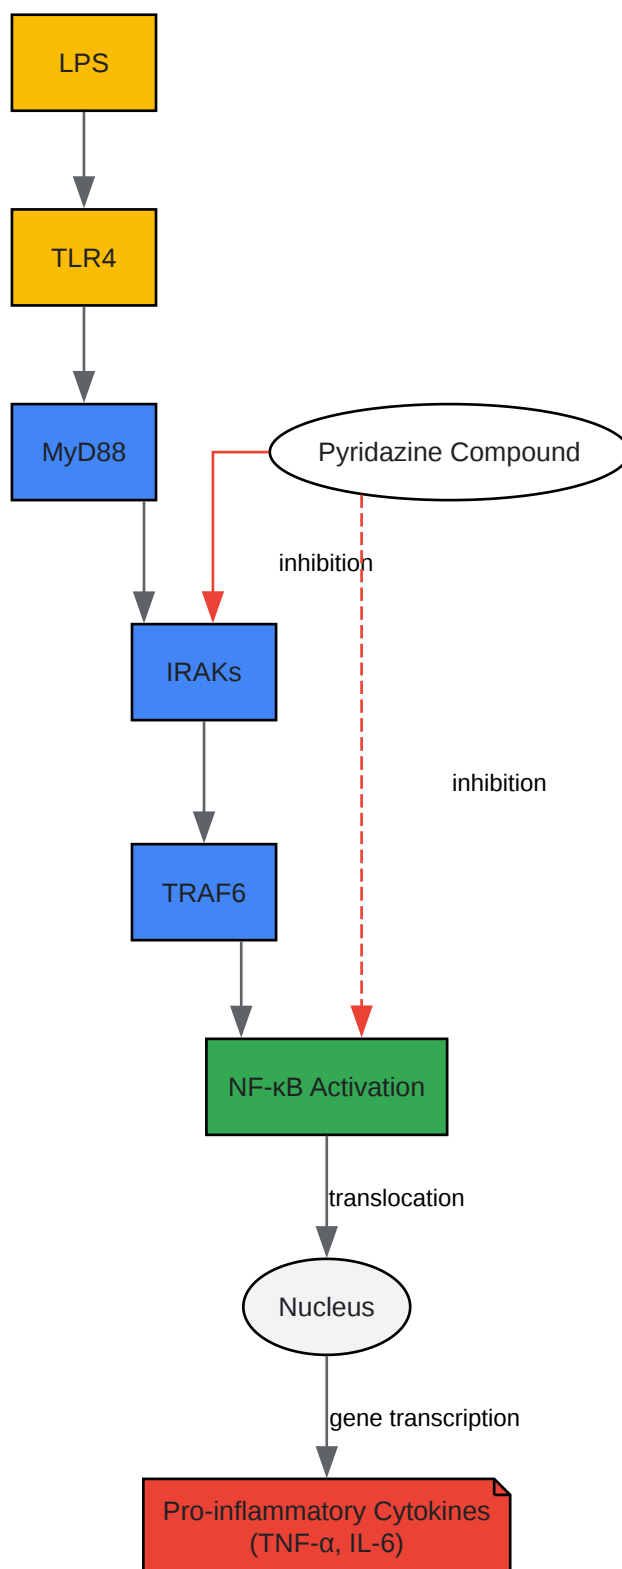 LPS
TLR4
MyD88
Pyridazine Compound
inhibition
IRAKs
inhibition
TRAF6
NF-κB Activation
translocation
Nucleus
gene transcription
Pro-inflammatory Cytokines
(TNF-α, IL-6)